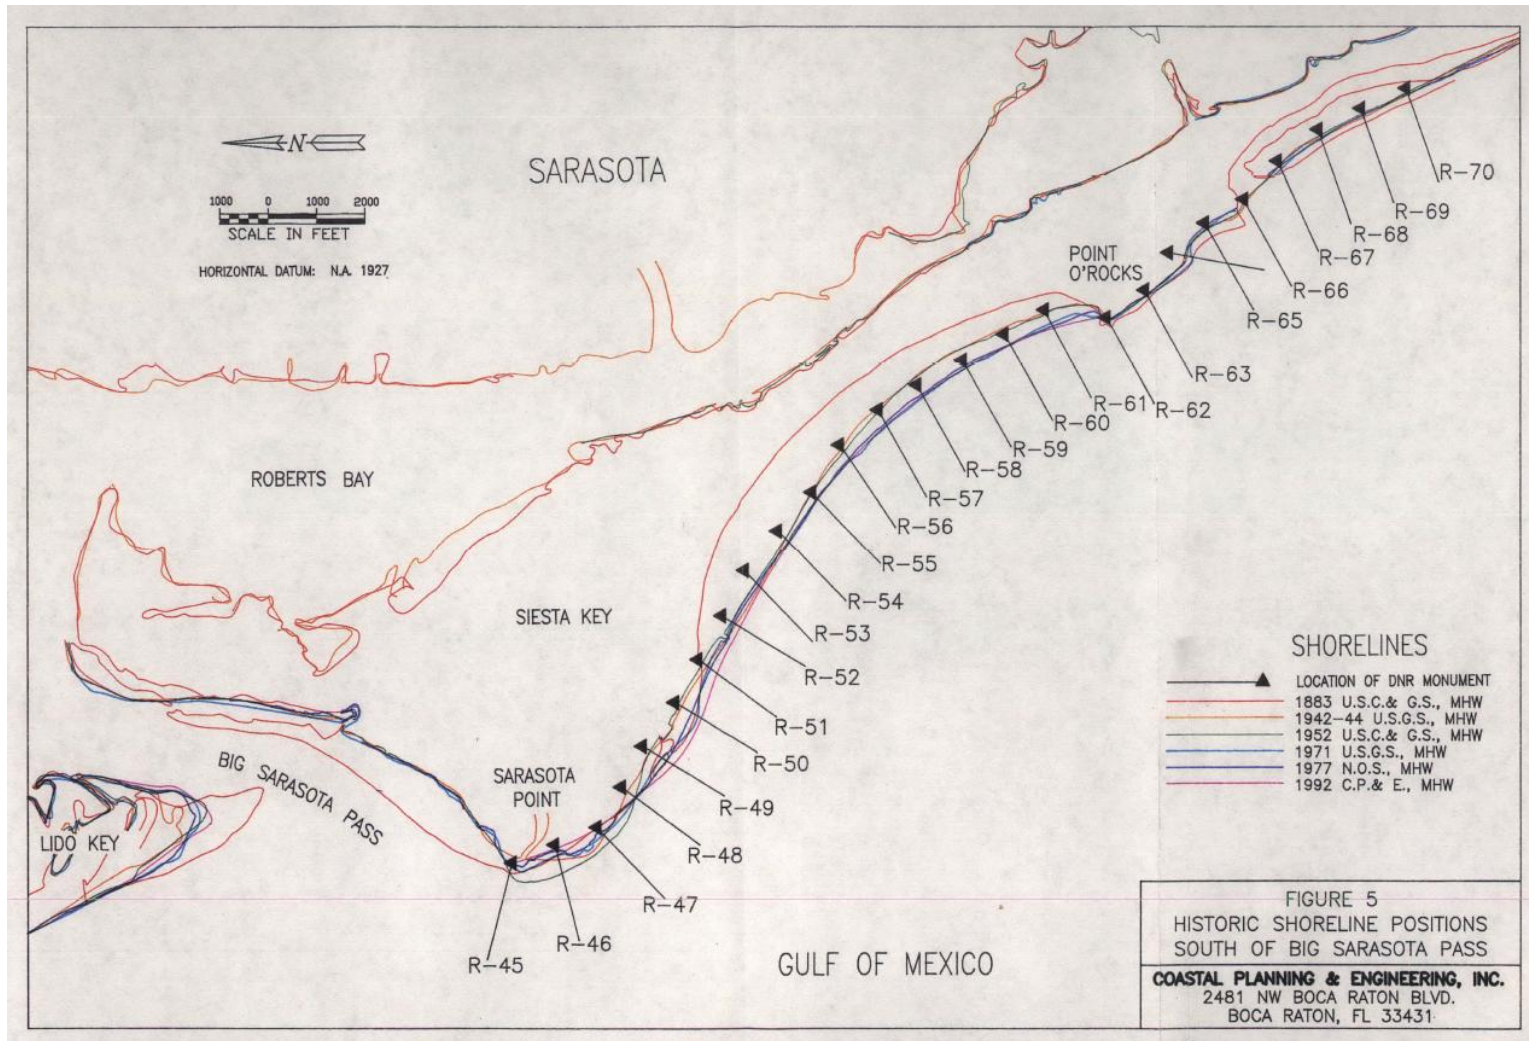 SARASOTA
N
1000 0 1000 2000
SCALE IN FEET
HORIZONTAL DATUM: N.A. 1927
POINT
O'ROCKS
R-70
R-69
R-68
R-67
R-66
R-65
R-63
R-62
R-61
R-60
R-59
R-58
R-57
R-56
R-55
R-54
R-53
R-52
R-51
R-50
R-49
R-48
R-47
R-46
R-45
ROBERTS BAY
SIESTA KEY
BIG SARASOTA PASS
SARASOTA
POINT
LIDO KEY
GULF OF MEXICO
SHORELINES
LOCATION OF DNR MONUMENT
1883 U.S.C.& G.S., MHW
1942-44 U.S.G.S., MHW
1952 U.S.C.& G.S., MHW
1971 U.S.G.S., MHW
1977 N.O.S., MHW
1992 C.P.& E., MHW
FIGURE 5
HISTORIC SHORELINE POSITIONS
SOUTH OF BIG SARASOTA PASS
COASTAL PLANNING & ENGINEERING, INC.
2481 NW BOCA RATON BLVD.
BOCA RATON, FL 33431